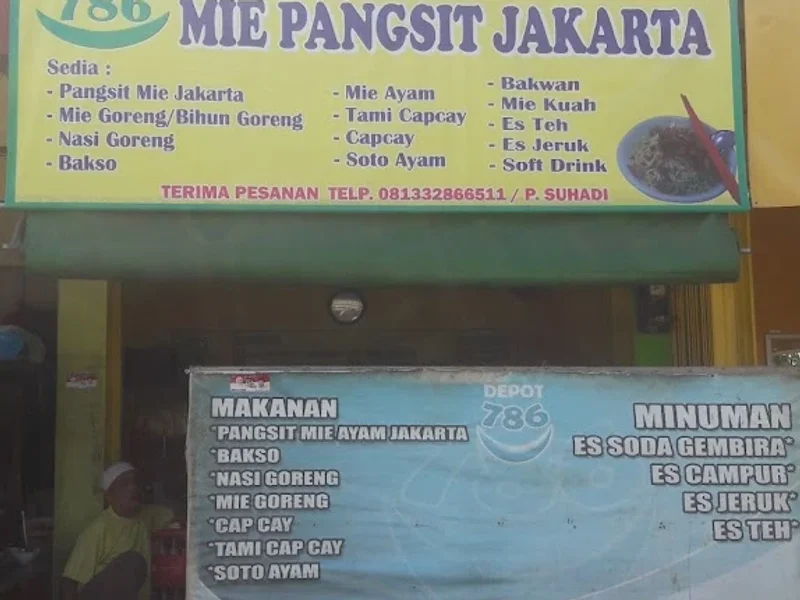 786
MIE PANGSIT JAKARTA
Sedia :
- Pangsit Mie Jakarta
- Mie Goreng/Bihun Goreng
- Nasi Goreng
- Bakso
- Mie Ayam
- Tami Capcay
- Capcay
- Soto Ayam
- Bakwan
- Mie Kuah
- Es Teh
- Es Jeruk
- Soft Drink
TERIMA PESANAN TELP. 081332866511 / P. SUHADI
DEPOT
786
MAKANAN
*PANGSIT MIE AYAM JAKARTA
*BAKSO
*NASI GORENG
*MIE GORENG
*CAP CAY
*TAMI CAP CAY
*SOTO AYAM
MINUMAN
ES SODA GEMBIRA*
ES CAMPUR*
ES JERUK*
ES TEH*